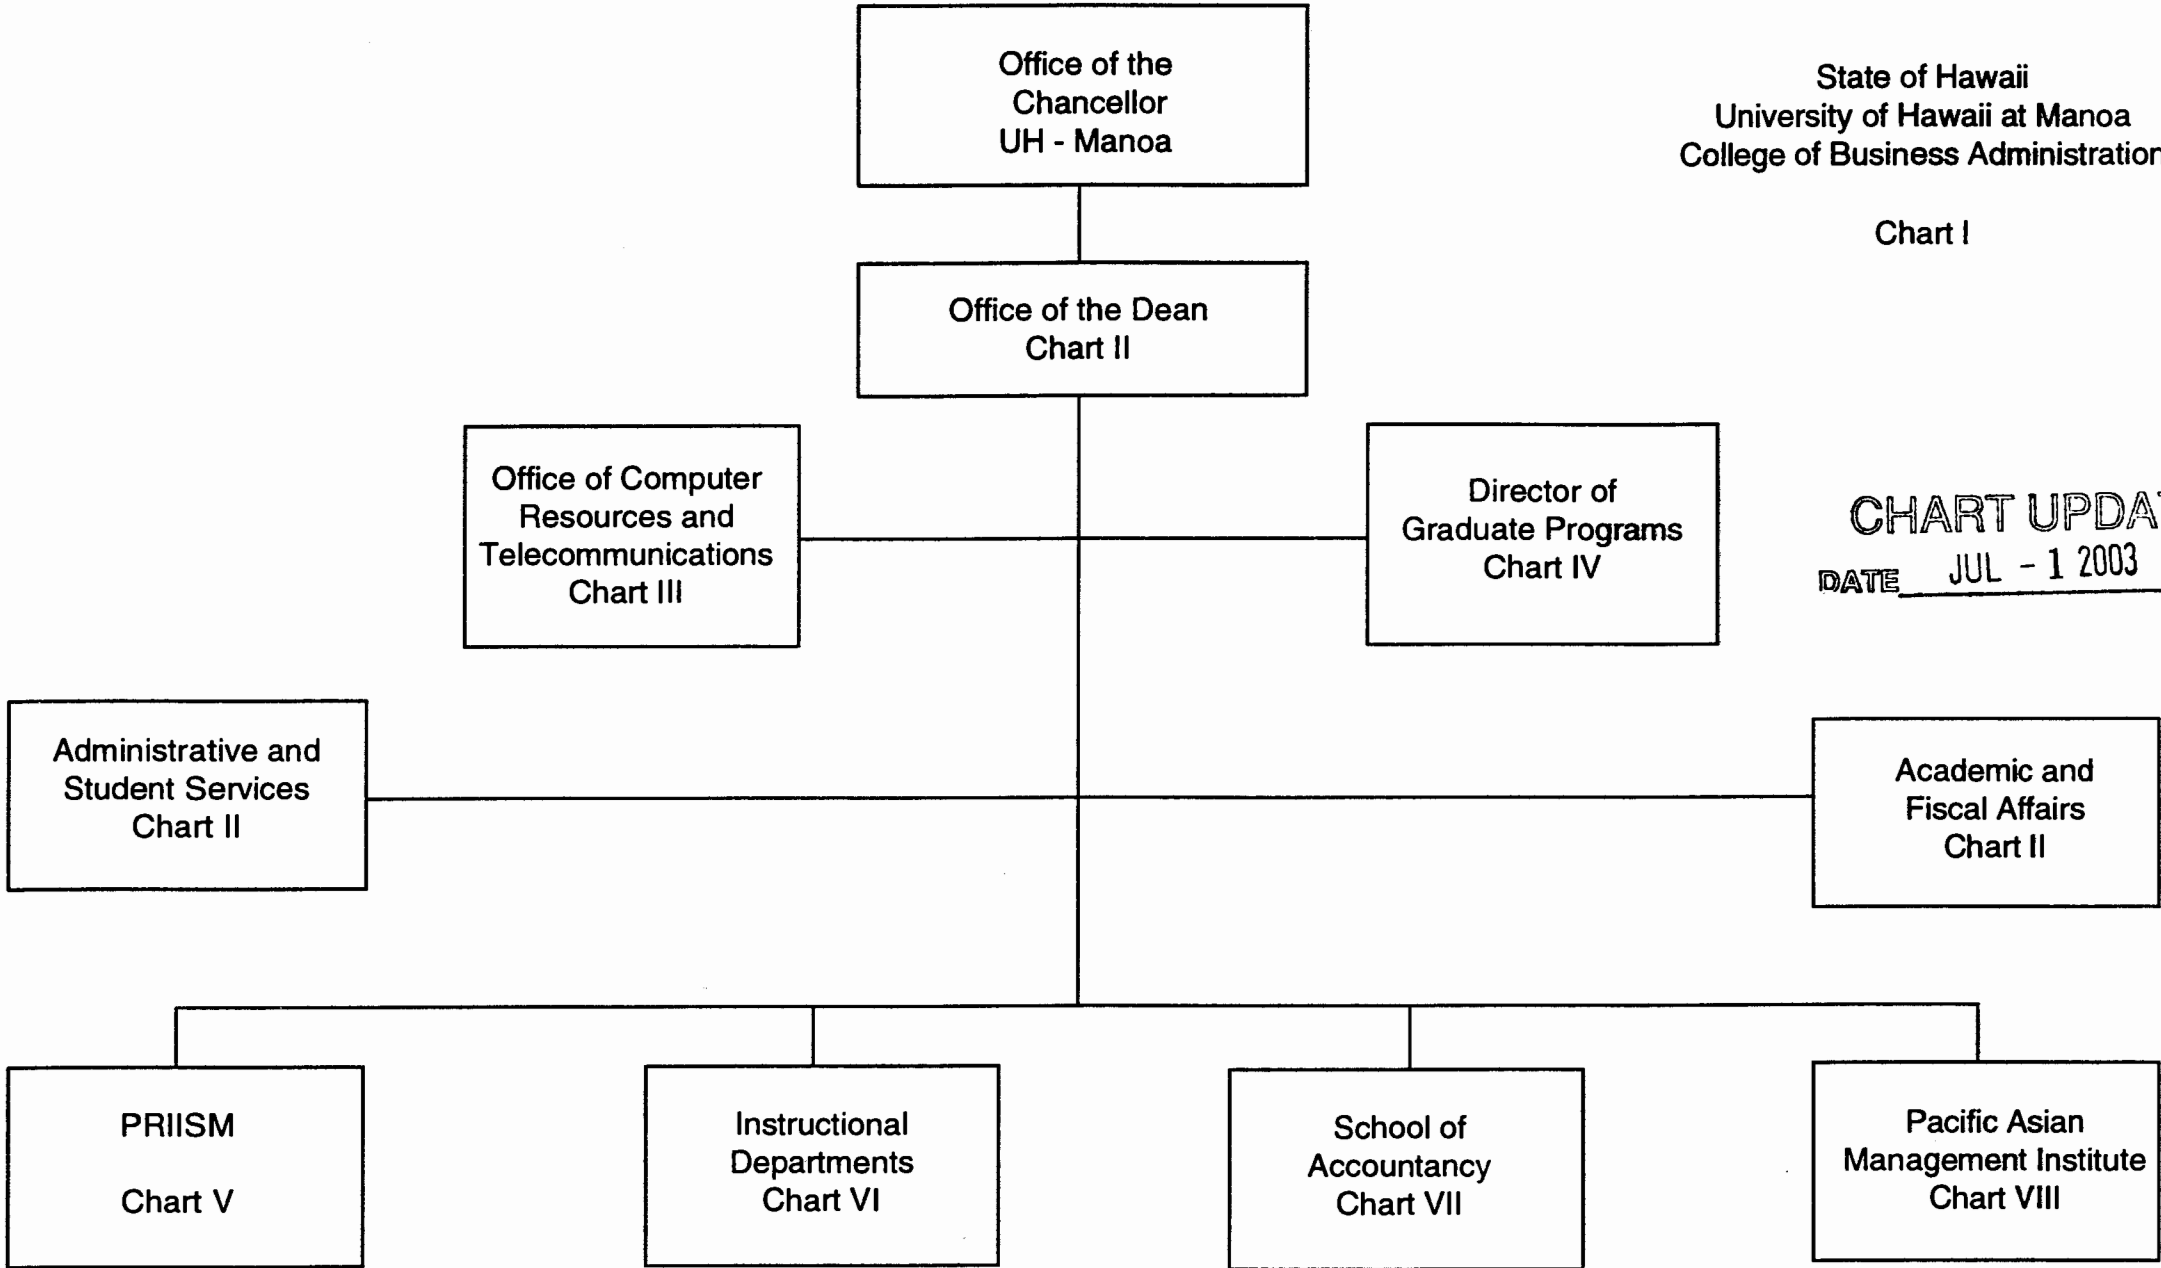 Office of the
Chancellor
UH - Manoa
State of Hawaii
University of Hawaii at Manoa
College of Business Administration
Chart I
Office of the Dean
Chart II
Office of Computer
Resources and
Telecommunications
Chart III
Director of
Graduate Programs
Chart IV
CHART
DATE JUL - 1 2003
Administrative and
Student Services
Chart II
Academic and
Fiscal Affairs
Chart II
PRIISM
Chart V
Instructional
Departments
Chart VI
School of
Accountancy
Chart VII
Pacific Asian
Management Institute
Chart VIII